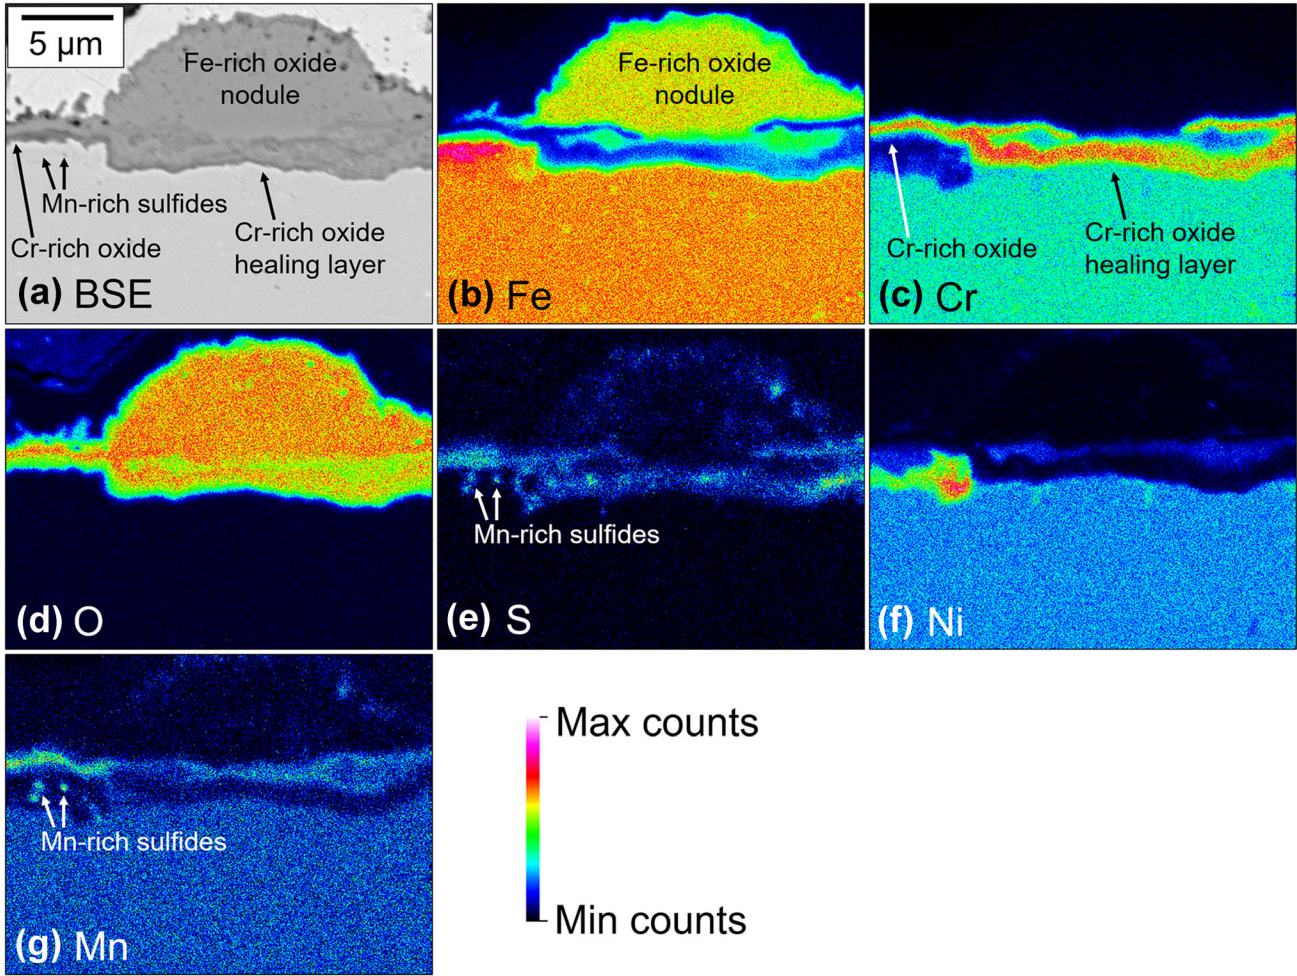 5 µm
Fe-rich oxide
nodule
Mn-rich sulfides
Cr-rich oxide
Cr-rich oxide
healing layer
(a) BSE
Fe-rich oxide
nodule
(b) Fe
Cr-rich oxide
Cr-rich oxide
healing layer
(c) Cr
(d) O
Mn-rich sulfides
(e) S
(f) Ni
Mn-rich sulfides
(g) Mn
Max counts
Min counts